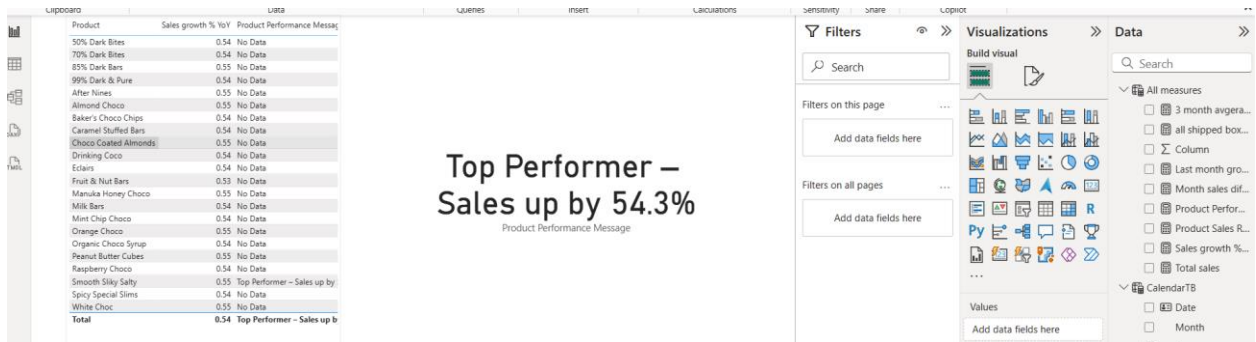 Clipboard Data Queries Insert Calculations Sensitivity Share Copilot
Product Sales growth % YoY Product Performance Messag
50% Dark Bites 0.54 No Data
70% Dark Bites 0.54 No Data
85% Dark Bars 0.55 No Data
99% Dark & Pure 0.54 No Data
After Nines 0.55 No Data
Almond Choco 0.55 No Data
Baker's Choco Chips 0.54 No Data
Caramel Stuffed Bars 0.54 No Data
Choco Coated Almonds 0.55 No Data
Drinking Coco 0.54 No Data
Eclairs 0.54 No Data
Fruit & Nut Bars 0.53 No Data
Manuka Honey Choco 0.55 No Data
Milk Bars 0.54 No Data
Mint Chip Choco 0.54 No Data
Orange Choco 0.55 No Data
Organic Choco Syrup 0.54 No Data
Peanut Butter Cubes 0.55 No Data
Raspberry Choco 0.54 No Data
Smooth Sliky Salty 0.55 Top Performer – Sales up by
Spicy Special Slims 0.54 No Data
White Choc 0.55 No Data
Total 0.54 Top Performer – Sales up b
Top Performer –
Sales up by 54.3%
Product Performance Message
Filters
Search
Filters on this page ...
Add data fields here
Filters on all pages ...
Add data fields here
Visualizations
Build visual
R
Py
...
Values
Add data fields here
Data
Search
All measures
3 month avgera...
all shipped box...
Column
Last month gro...
Month sales dif...
Product Perfor...
Product Sales R...
Sales growth %...
Total sales
CalendarTB
Date
Month